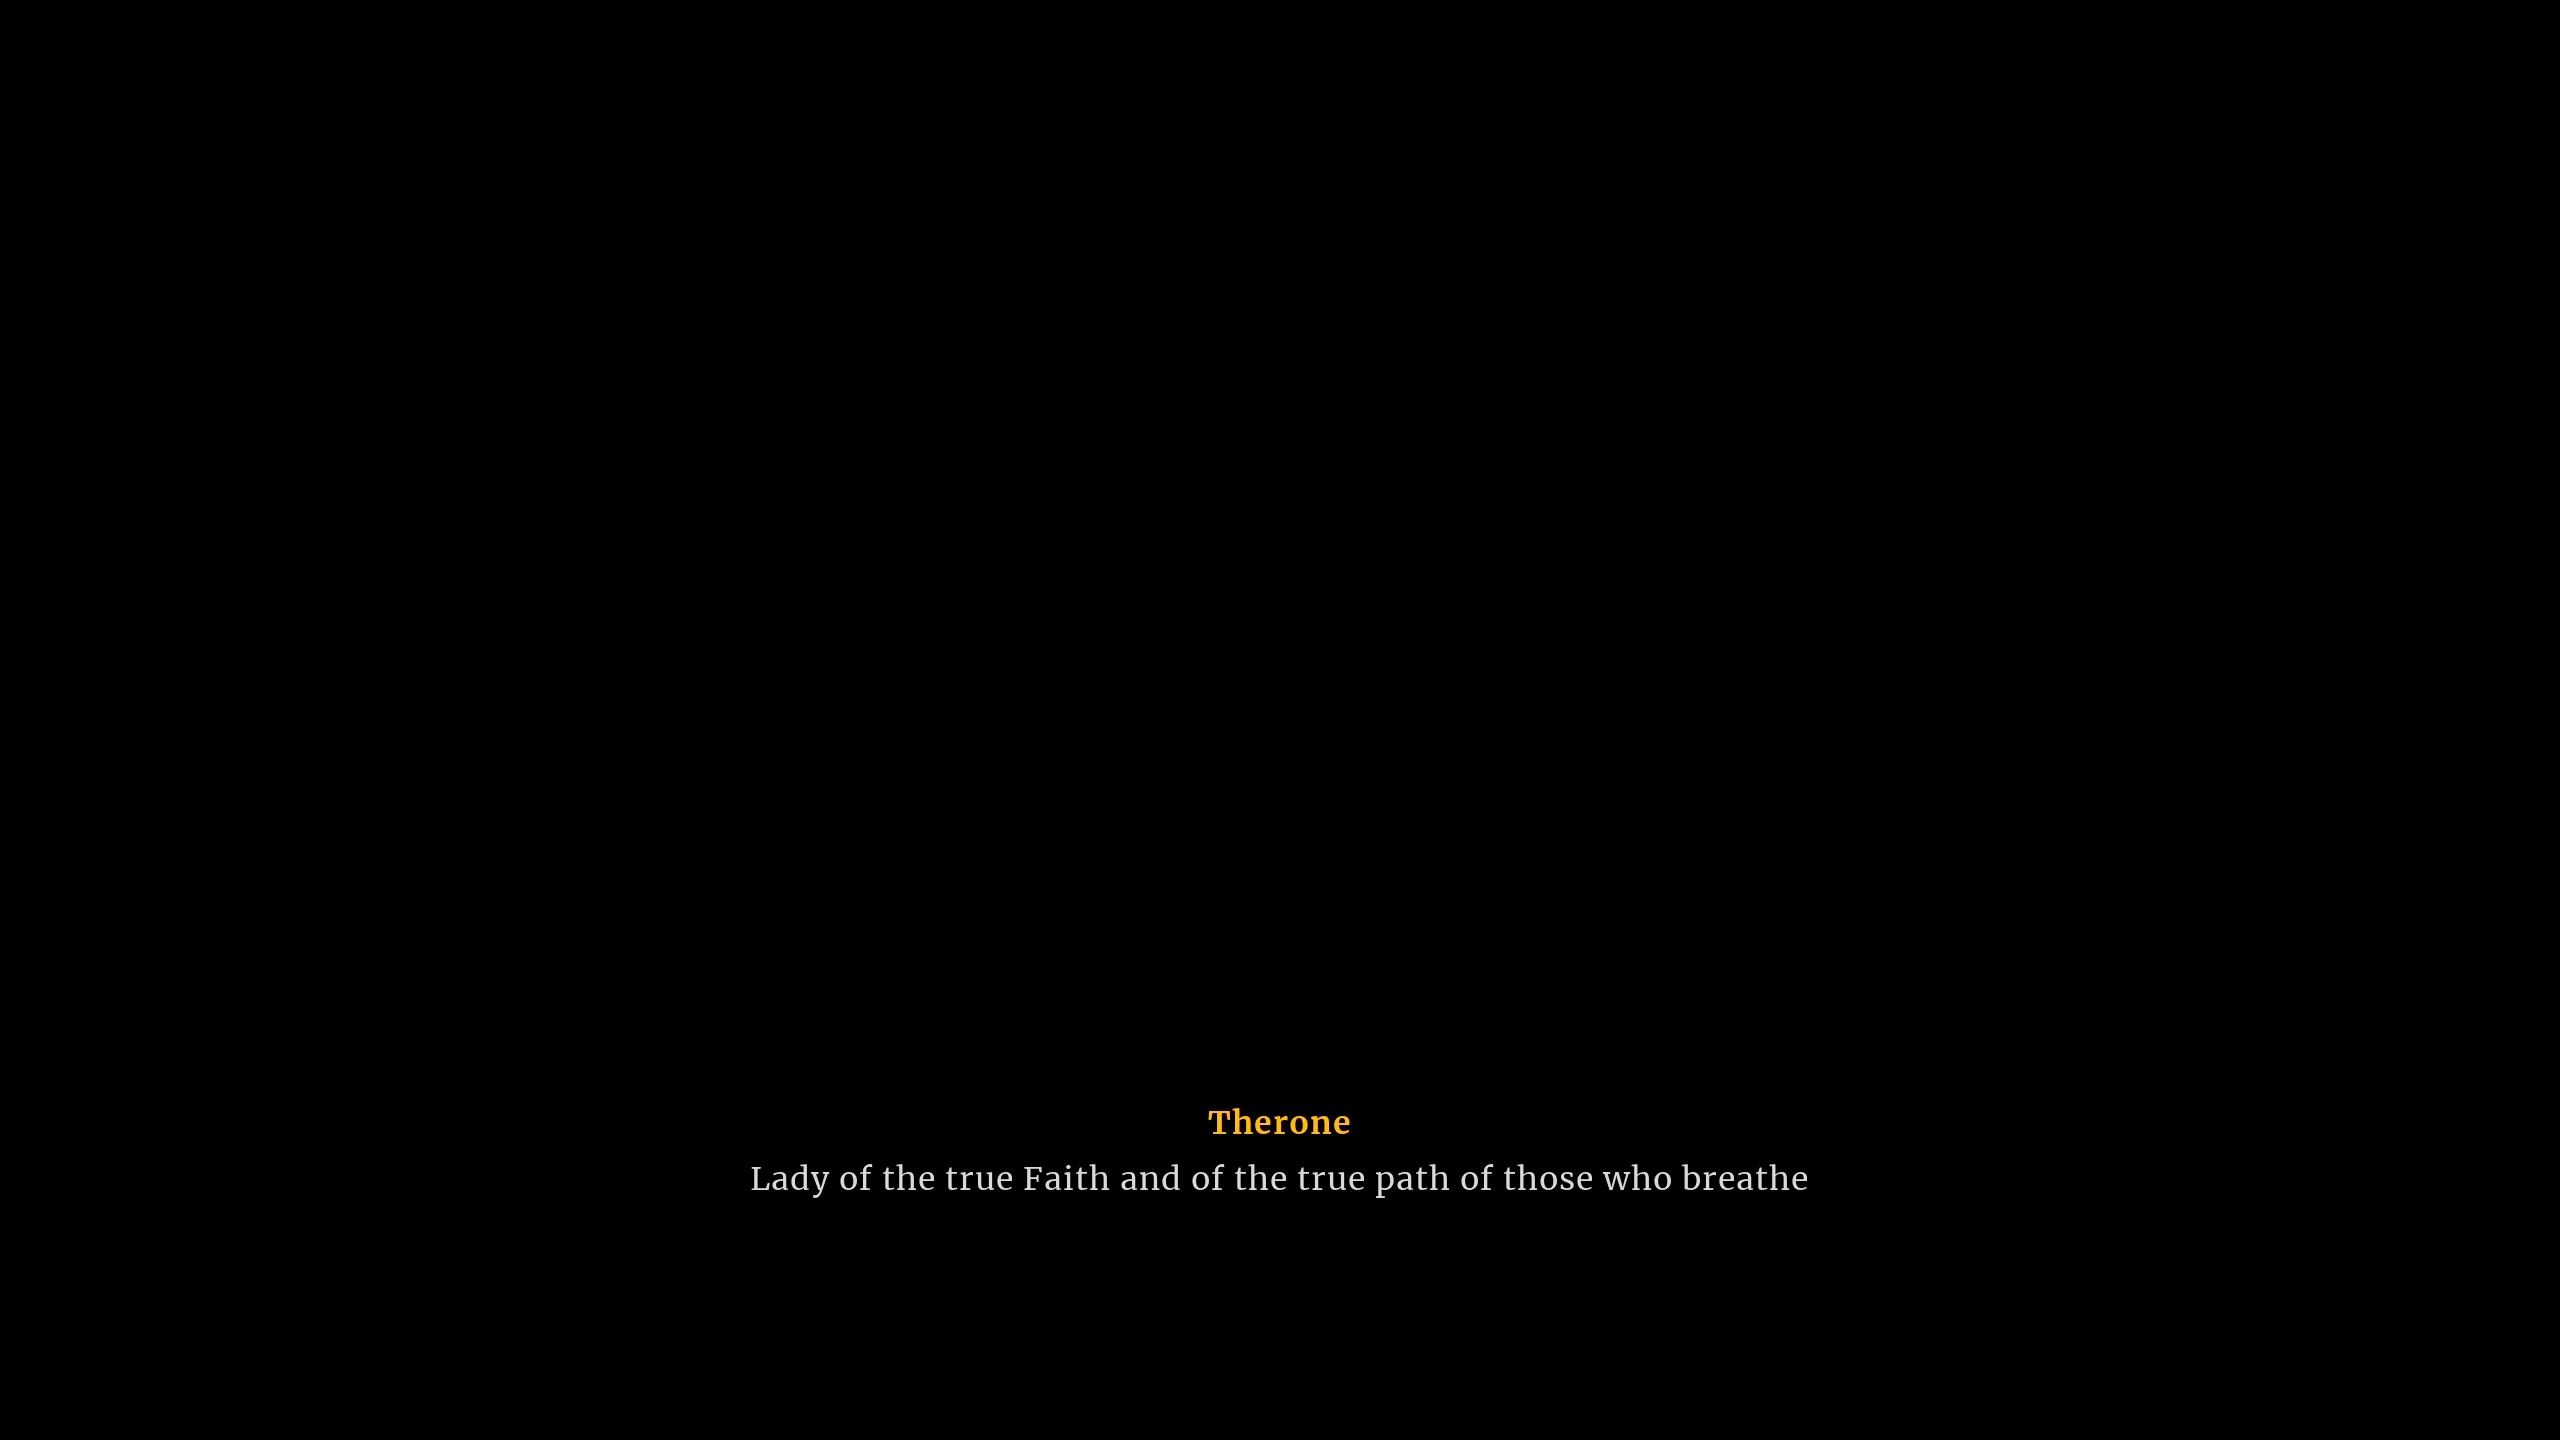 Therone
Lady of the true Faith and of the true path of those who breathe